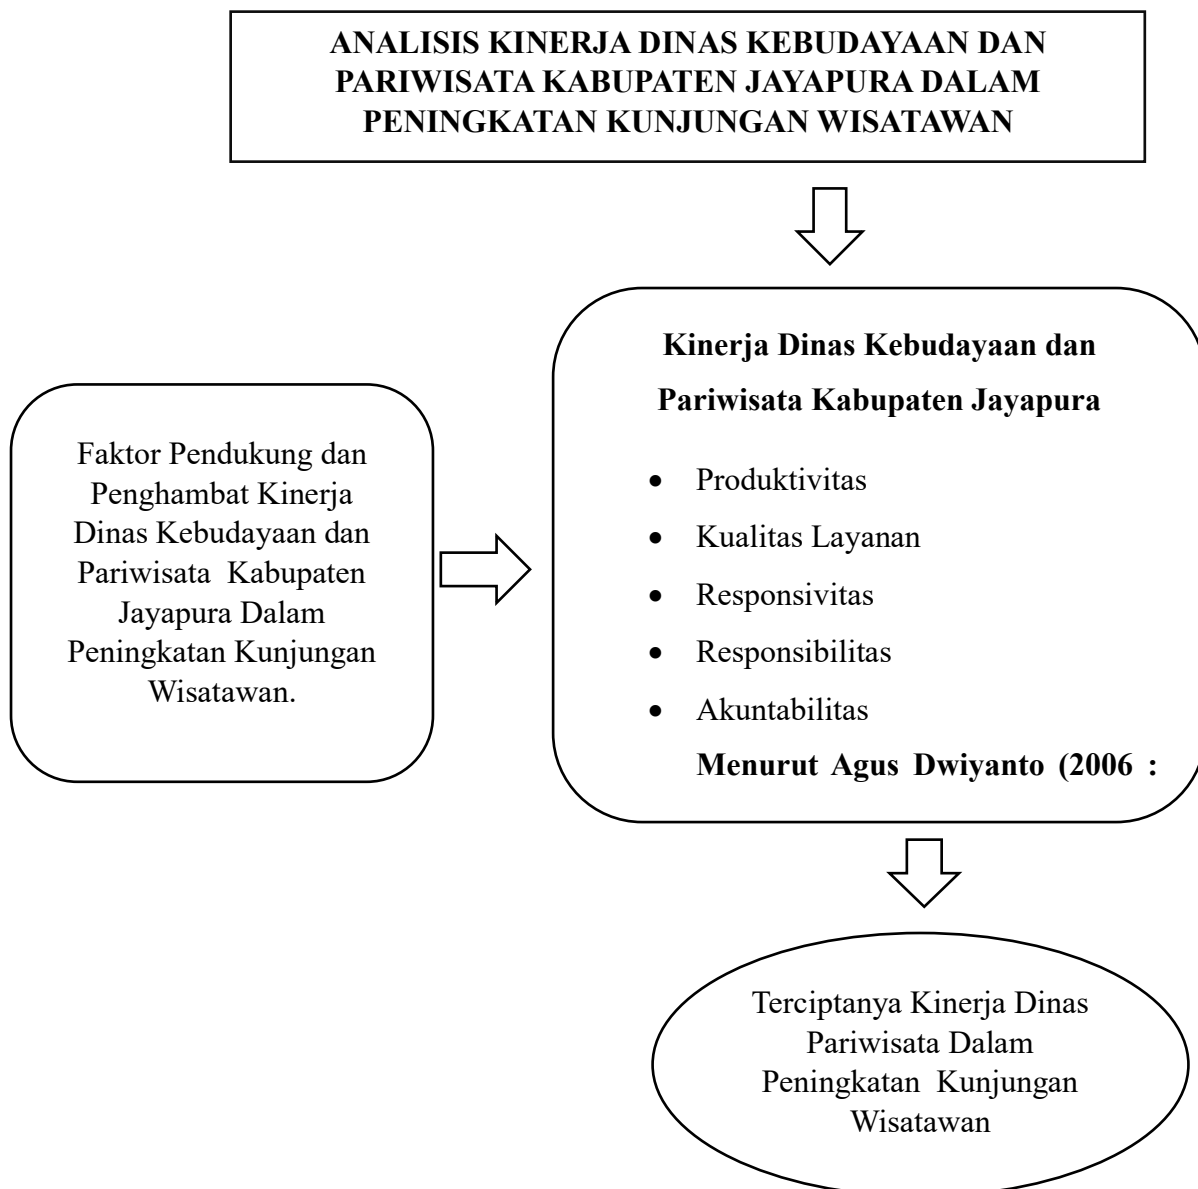 ANALISIS KINERJA DINAS KEBUDAYAAN DAN
PARIWISATA KABUPATEN JAYAPURA DALAM
PENINGKATAN KUNJUNGAN WISATAWAN
Kinerja Dinas Kebudayaan dan
Pariwisata Kabupaten Jayapura
• Produktivitas
• Kualitas Layanan
• Responsivitas
• Responsibilitas
• Akuntabilitas
Menurut Agus Dwiyanto (2006 :
Faktor Pendukung dan
Penghambat Kinerja
Dinas Kebudayaan dan
Pariwisata Kabupaten
Jayapura Dalam
Peningkatan Kunjungan
Wisatawan.
Terciptanya Kinerja Dinas
Pariwisata Dalam
Peningkatan Kunjungan
Wisatawan